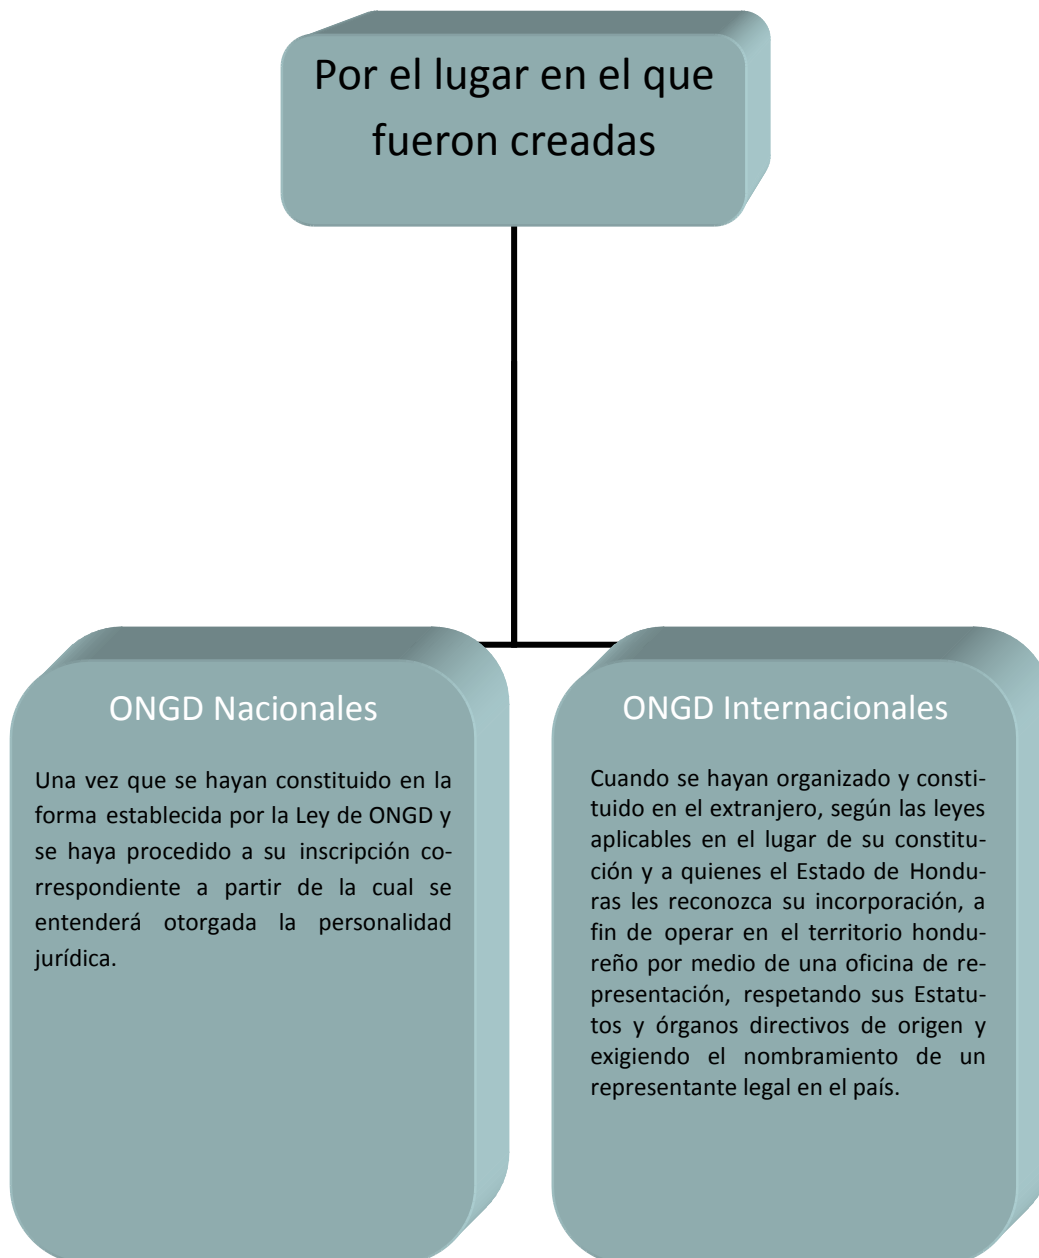 Por el lugar en el que
fueron creadas
ONGD Nacionales
Una vez que se hayan constituido en la
forma establecida por la Ley de ONGD y
se haya procedido a su inscripción co-
rrespondiente a partir de la cual se
entenderá otorgada la personalidad
jurídica.
ONGD Internacionales
Cuando se hayan organizado y consti-
tuido en el extranjero, según las leyes
aplicables en el lugar de su constitu-
ción y a quienes el Estado de Hondu-
ras les reconozca su incorporación, a
fin de operar en el territorio hondu-
reño por medio de una oficina de re-
presentación, respetando sus Estatu-
tos y órganos directivos de origen y
exigiendo el nombramiento de un
representante legal en el país.